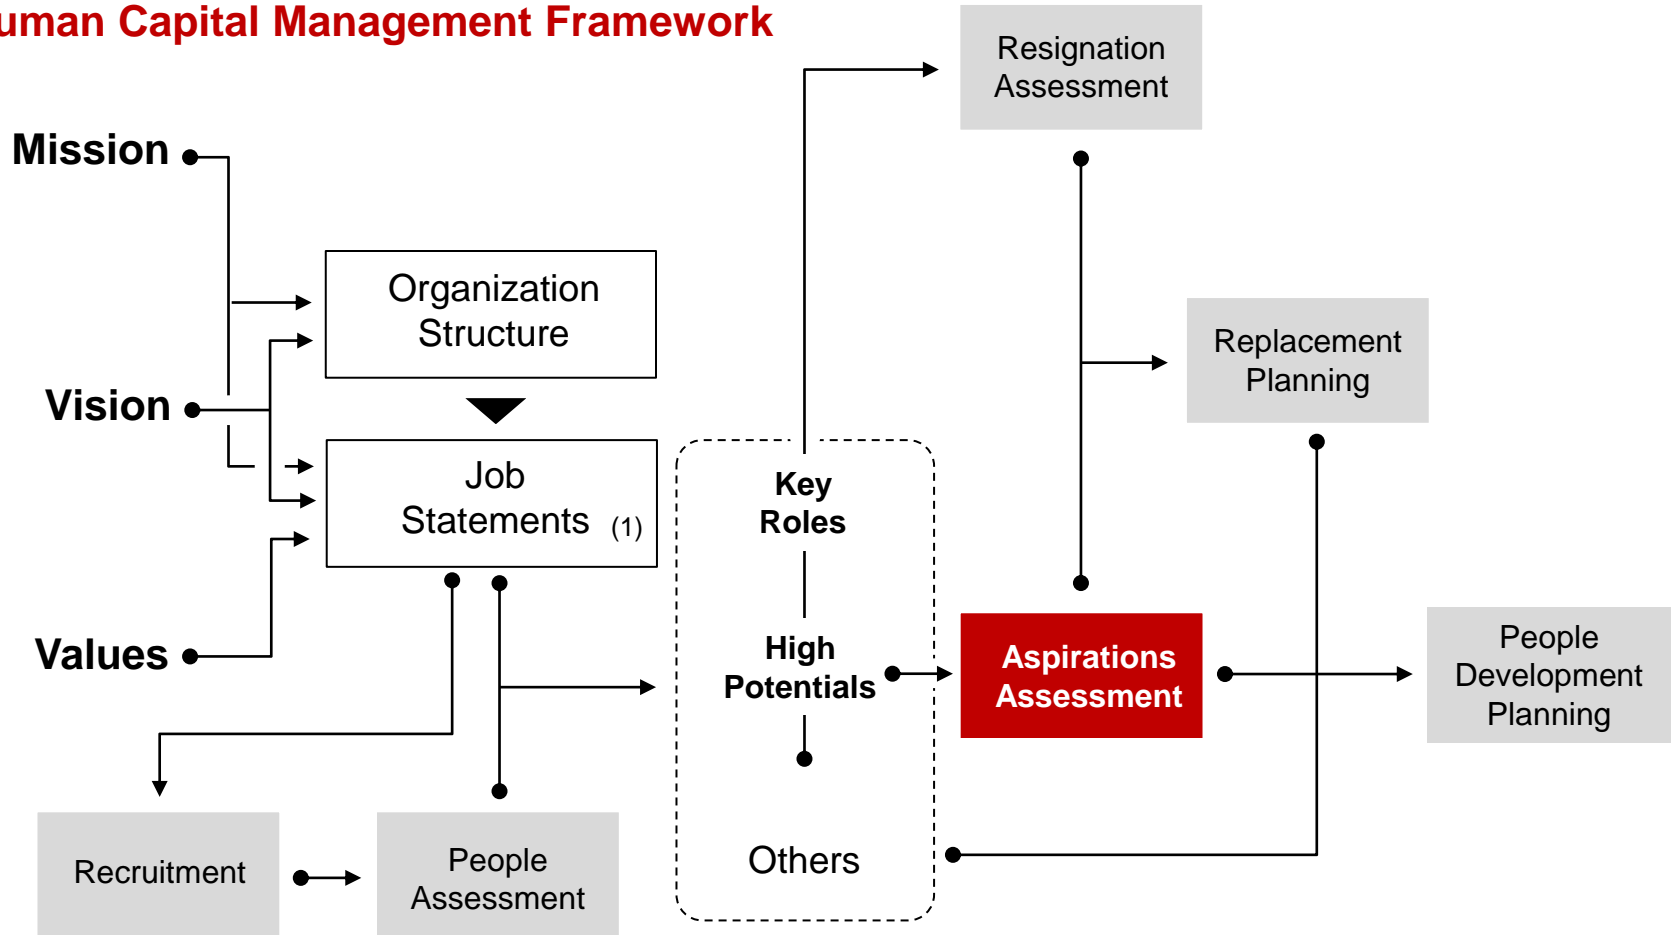 uman Capital Management Framework
Resignation
Assessment
Mission
Organization
Structure
Replacement
Planning
Vision
Job
Statements (1)
Key
Roles
Values
High
Potentials
Aspirations
Assessment
People
Development
Planning
Recruitment
People
Assessment
Others